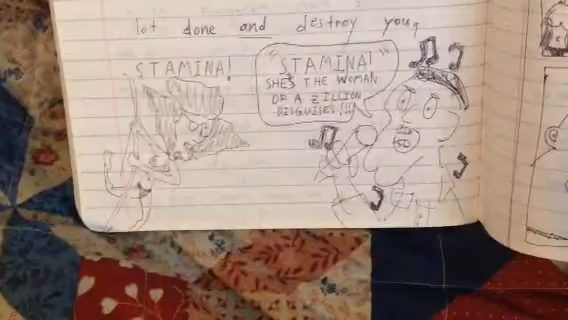 lot done and destroy you,
STAMINA!
"STAMINA!"
SHE'S THE WOMAN
OF A ZILLION
DISGUISES!!!